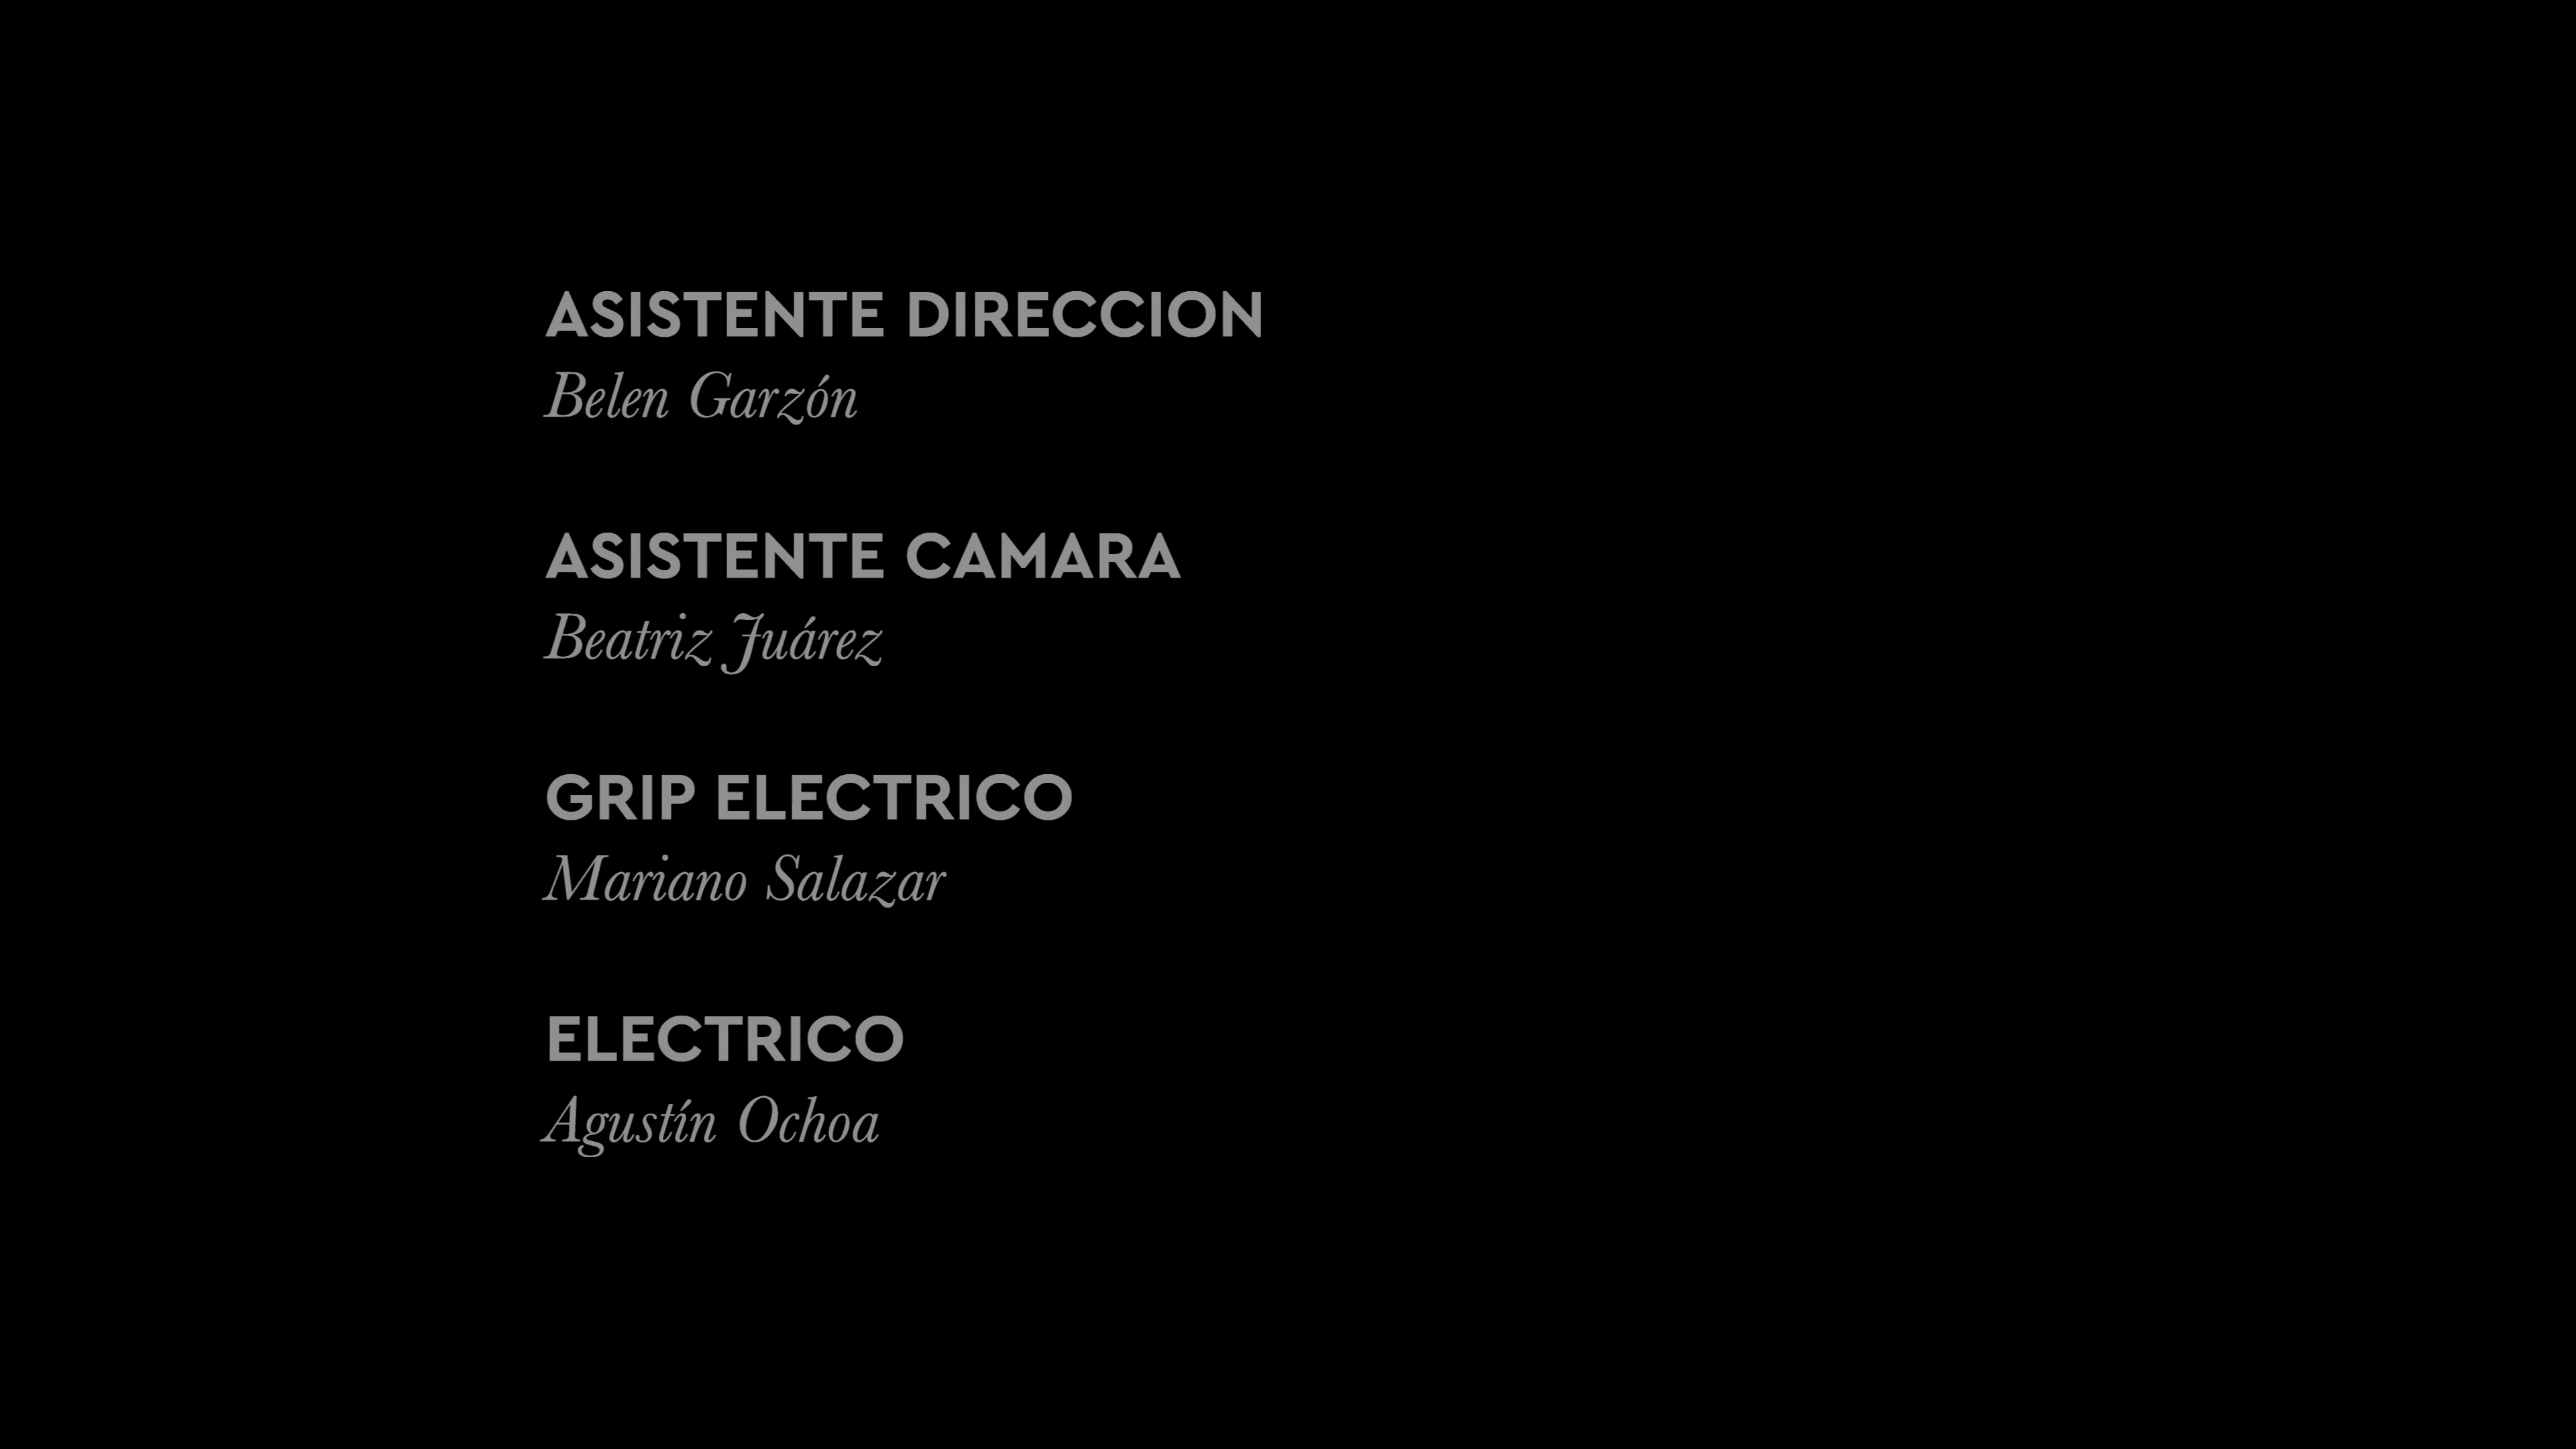 ASISTENTE DIRECCION
Belen Garzón
ASISTENTE CAMARA
Beatriz Juárez
GRIP ELECTRICO
Mariano Salazar
ELECTRICO
Agustín Ochoa